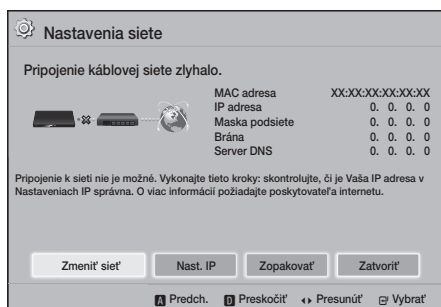 Nastavenia siete
Pripojenie káblovej siete zlyhalo.
MAC adresa XX:XX:XX:XX:XX:XX
IP adresa 0. 0. 0. 0
Maska podsiete 0. 0. 0. 0
Brána 0. 0. 0. 0
Server DNS 0. 0. 0. 0
Pripojenie k sieti nie je možné. Vykonajte tieto kroky: skontrolujte, či je Vaša IP adresa v
Nastaveniach IP správna. O viac informácií požiadajte poskytovateľa internetu.
Zmeniť sieť Nast. IP Zopakovať Zatvoriť
A Predch. D Preskočiť Presunúť Vybrať